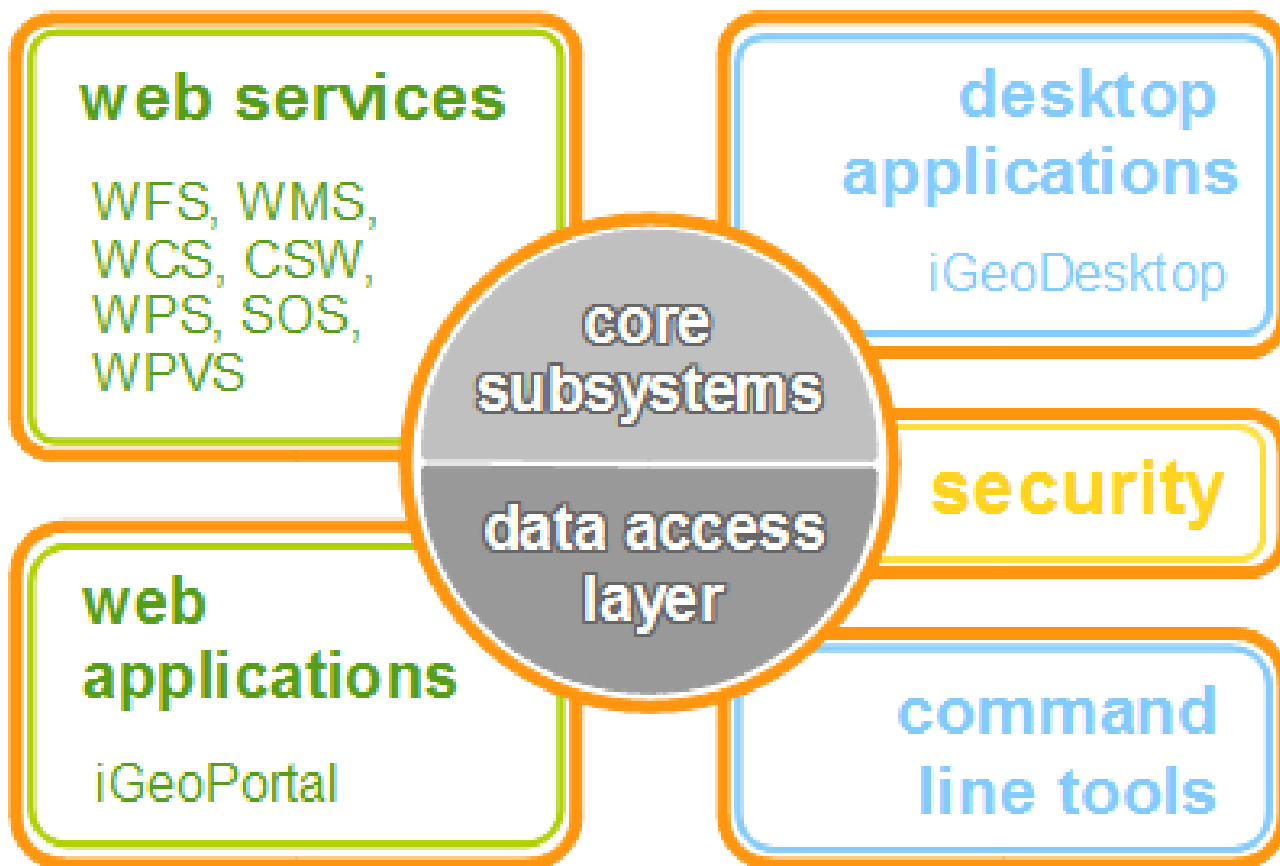 web services
WFS, WMS,
WCS, CSW,
WPS, SOS,
WPVS
desktop
applications
iGeoDesktop
core
subsystems
data access
layer
security
web
applications
iGeoPortal
command
line tools